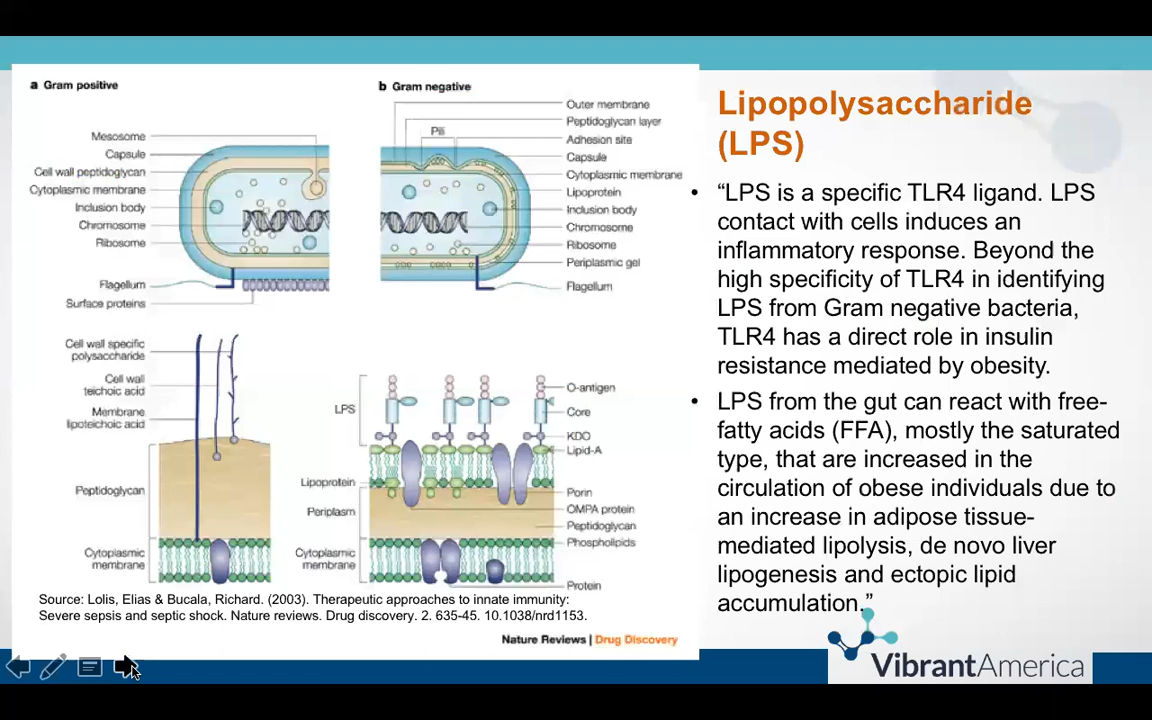 a Gram positive
Mesosome
Capsule
Cell wall peptidoglycan
Cytoplasmic membrane
Inclusion body
Chromosome
Ribosome
Flagellum
Surface proteins
b Gram negative
Pili
Outer membrane
Peptidoglycan layer
Adhesion site
Capsule
Cytoplasmic membrane
Lipoprotein
Inclusion body
Chromosome
Ribosome
Periplasmic gel
Flagellum
Cell wall specific
polysaccharide
Cell wall
teichoic acid
Membrane
lipoteichoic acid
Peptidoglycan
Cytoplasmic
membrane
LPS
Lipoprotein
Periplasm
Cytoplasmic
membrane
O-antigen
Core
KDO
Lipid-A
Porin
OMPA protein
Peptidoglycan
Phospholipids
Protein
Source: Lolis, Elias & Bucala, Richard. (2003). Therapeutic approaches to innate immunity:
Severe sepsis and septic shock. Nature reviews. Drug discovery. 2. 635-45. 10.1038/nrd1153.
Nature Reviews | Drug Discovery
Lipopolysaccharide
(LPS)
• “LPS is a specific TLR4 ligand. LPS
contact with cells induces an
inflammatory response. Beyond the
high specificity of TLR4 in identifying
LPS from Gram negative bacteria,
TLR4 has a direct role in insulin
resistance mediated by obesity.
• LPS from the gut can react with free-
fatty acids (FFA), mostly the saturated
type, that are increased in the
circulation of obese individuals due to
an increase in adipose tissue-
mediated lipolysis, de novo liver
lipogenesis and ectopic lipid
accumulation.”
VibrantAmerica